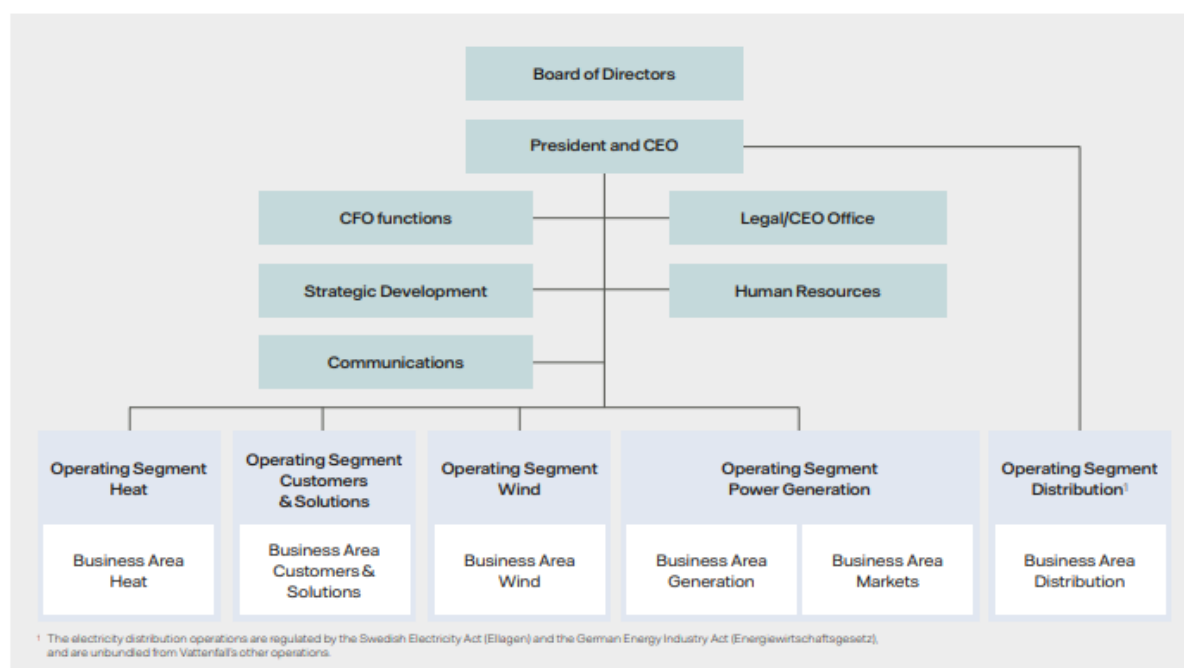 Board of Directors
President and CEO
CFO functions
Legal/CEO Office
Strategic Development
Human Resources
Communications
Operating Segment
Heat
Operating Segment
Customers
& Solutions
Operating Segment
Wind
Operating Segment
Power Generation
Operating Segment
Distribution¹
Business Area
Heat
Business Area
Customers &
Solutions
Business Area
Wind
Business Area
Generation
Business Area
Markets
Business Area
Distribution
¹ The electricity distribution operations are regulated by the Swedish Electricity Act (Ellagen) and the German Energy Industry Act (Energiewirtschaftsgesetz),
and are unbundled from Vattenfall's other operations.